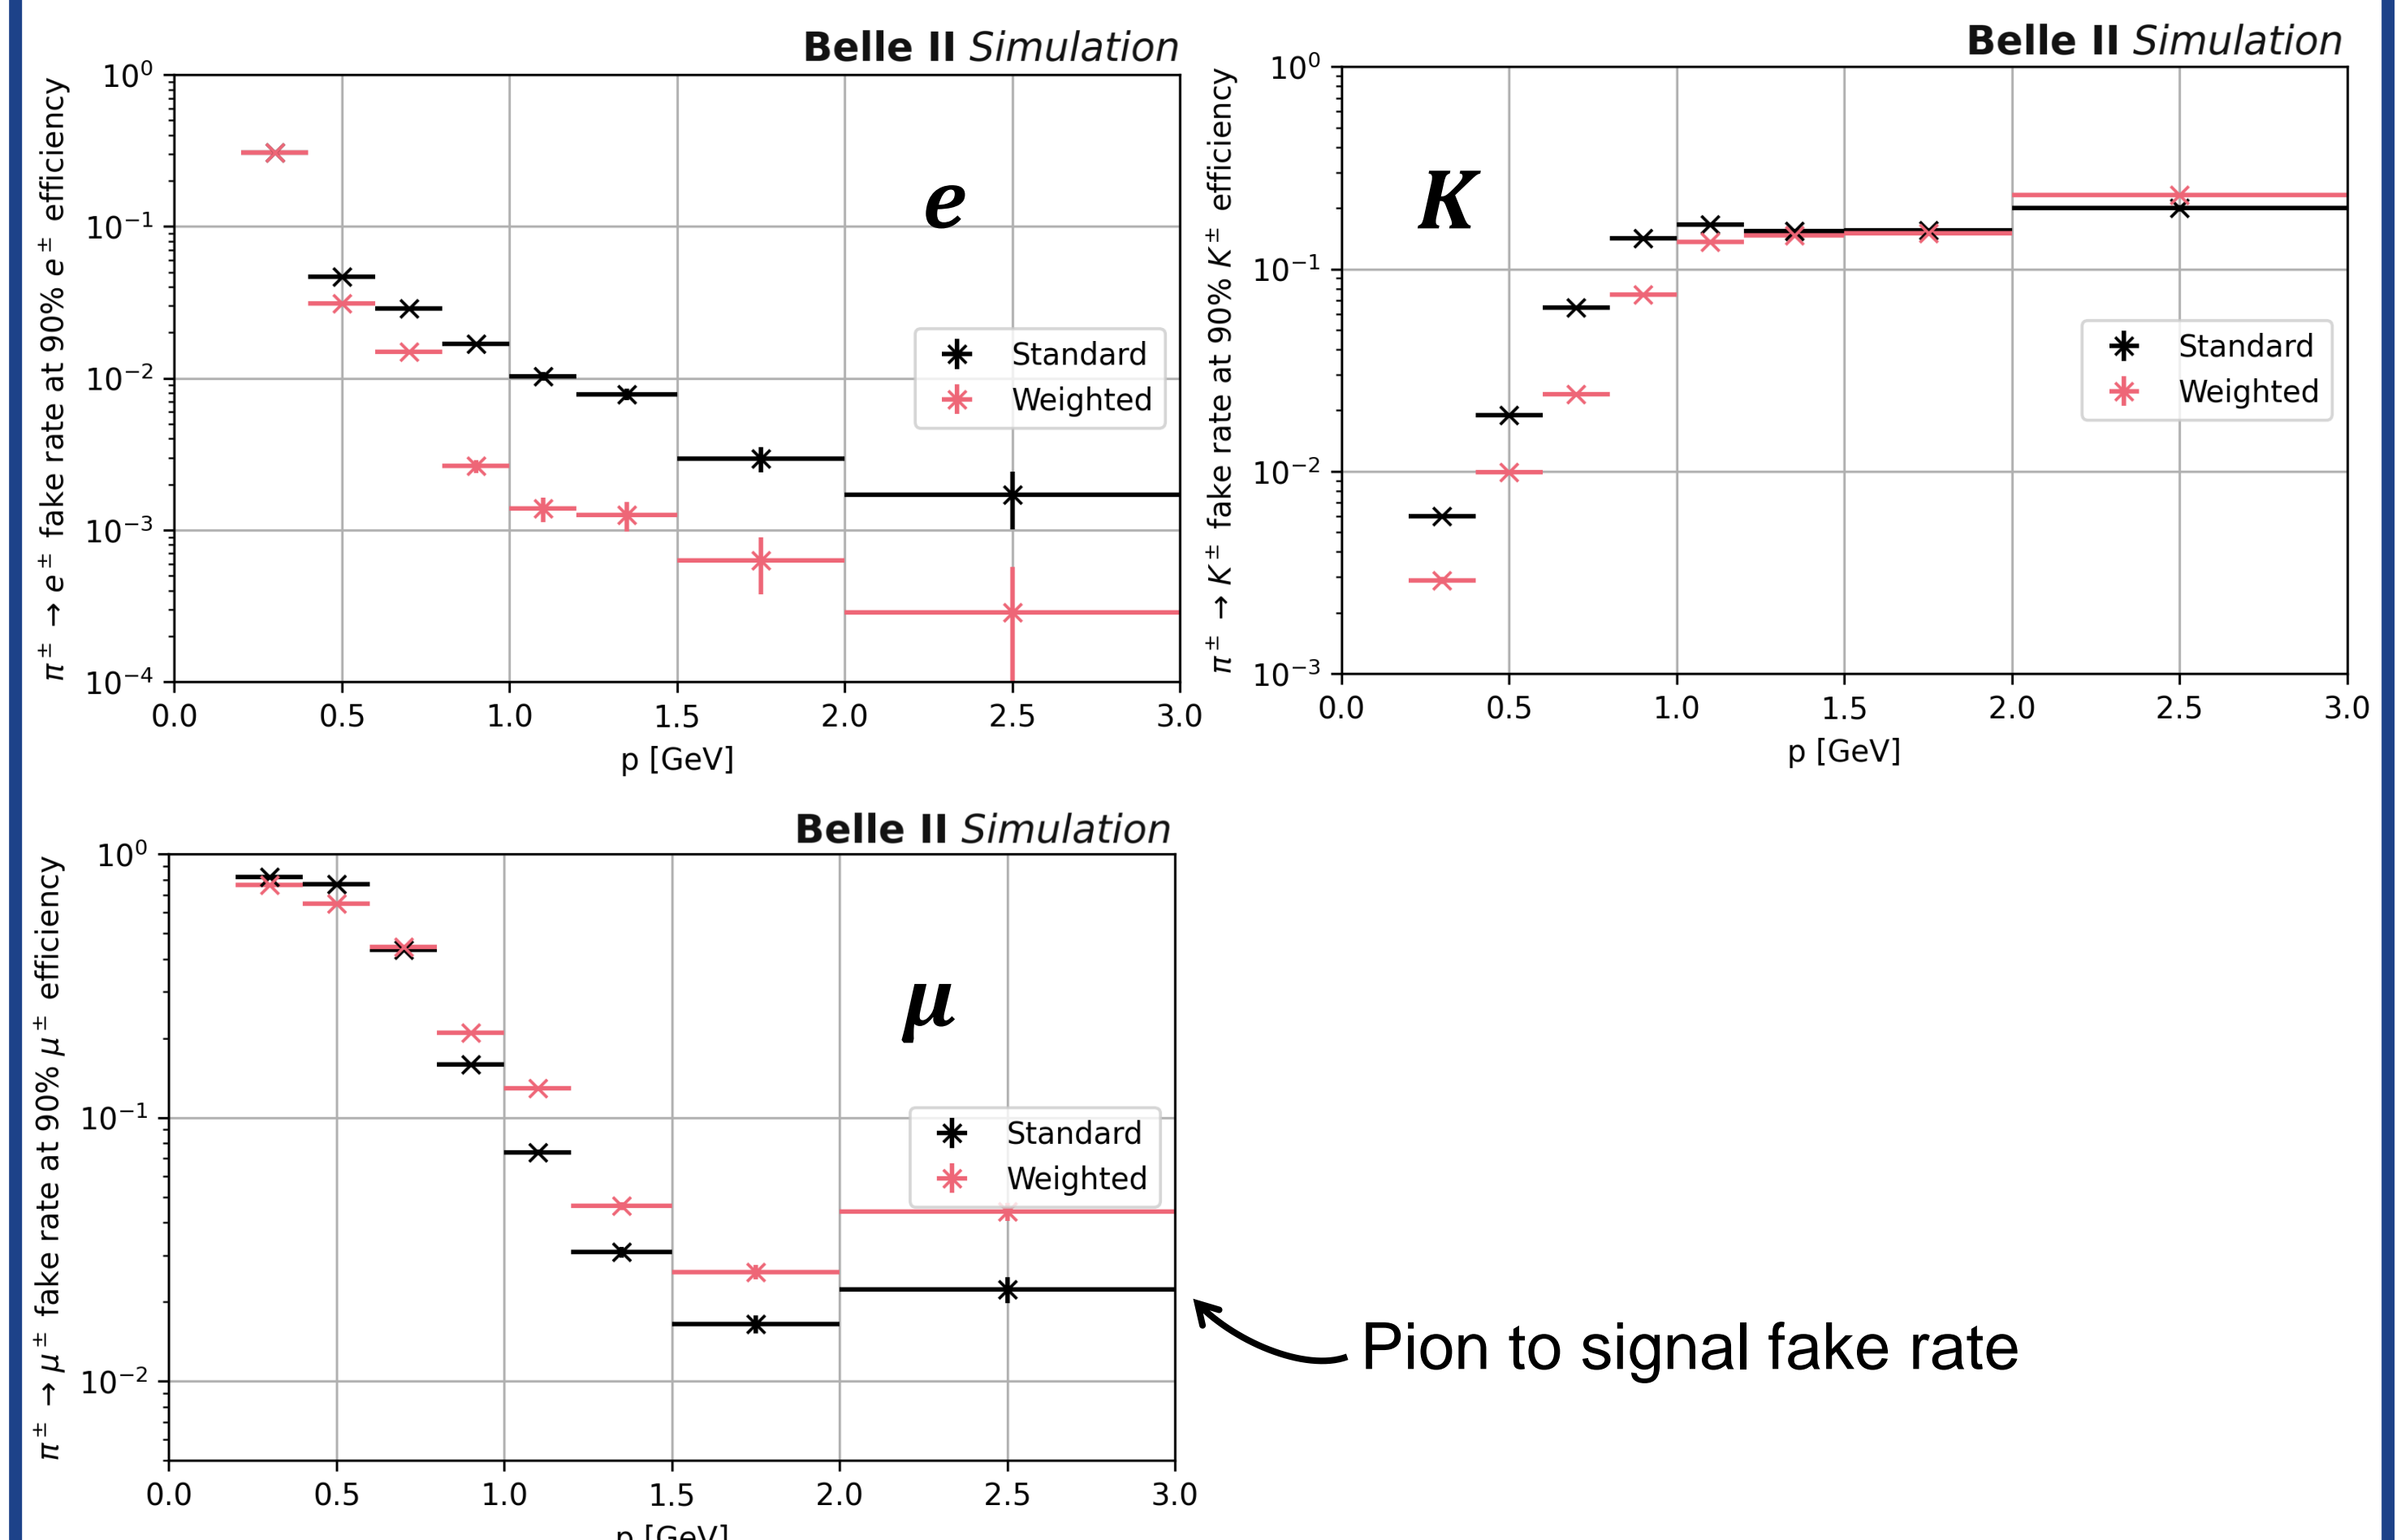 Belle II Simulation
π± → e± fake rate at 90% e± efficiency
10⁰
10⁻¹
10⁻²
10⁻³
10⁻⁴
e
Standard
Weighted
0.0 0.5 1.0 1.5 2.0 2.5 3.0
p [GeV]
Belle II Simulation
π± → K± fake rate at 90% K± efficiency
10⁰
10⁻¹
10⁻²
10⁻³
K
Standard
Weighted
0.0 0.5 1.0 1.5 2.0 2.5 3.0
p [GeV]
Belle II Simulation
π± → μ± fake rate at 90% μ± efficiency
10⁰
10⁻¹
10⁻²
μ
Standard
Weighted
0.0 0.5 1.0 1.5 2.0 2.5 3.0
p [GeV]
Pion to signal fake rate